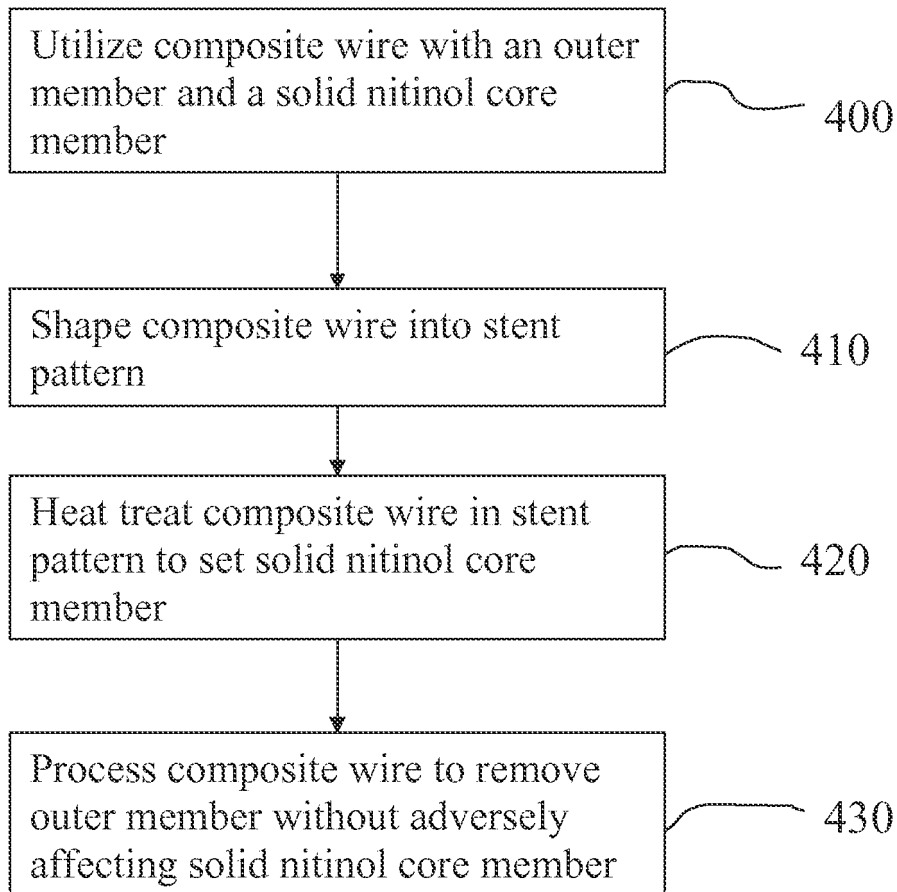 Utilize composite wire with an outer
member and a solid nitinol core
member
400
Shape composite wire into stent
pattern
410
Heat treat composite wire in stent
pattern to set solid nitinol core
member
420
Process composite wire to remove
outer member without adversely
affecting solid nitinol core member
430